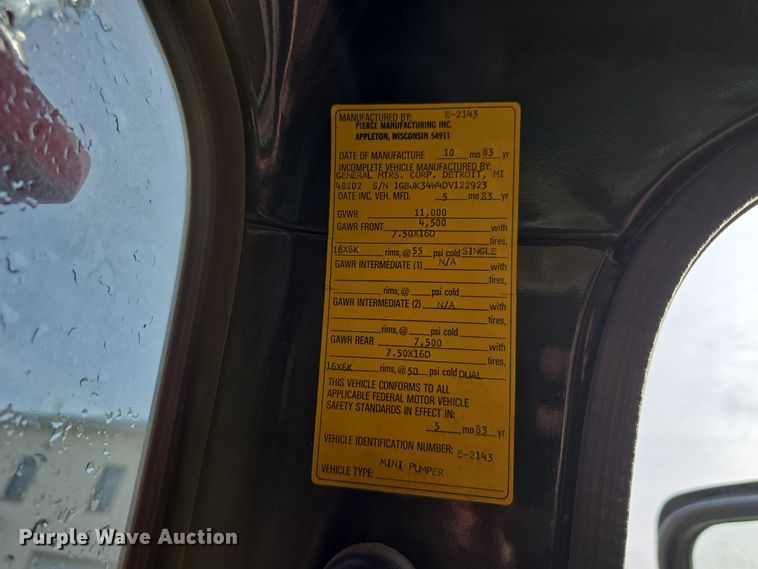 MANUFACTURED BY: E-2143
PIERCE MANUFACTURING INC.
APPLETON, WISCONSIN 54911
DATE OF MANUFACTURE 10 mo 83 yr
INCOMPLETE VEHICLE MANUFACTURED BY:
GENERAL MTRS. CORP. DETROIT, MI
48202 S/N 1G8JK34W4DV122923
DATE INC. VEH. MFD. 5 mo 83 yr
GVWR 11,000
GAWR FRONT 4,500 with
7.50X16D tires,
16X6K rims, @ 55 psi cold SINGLE
GAWR INTERMEDIATE (1) N/A with
tires,
rims, @ psi cold
GAWR INTERMEDIATE (2) N/A with
tires,
rims, @ psi cold
GAWR REAR 7,500 with
7.50X16D tires,
16X6K rims, @ 50 psi cold DUAL
THIS VEHICLE CONFORMS TO ALL
APPLICABLE FEDERAL MOTOR VEHICLE
SAFETY STANDARDS IN EFFECT IN:
5 mo 83 yr
VEHICLE IDENTIFICATION NUMBER: E-2143
VEHICLE TYPE: MINI PUMPER
Purple Wave Auction